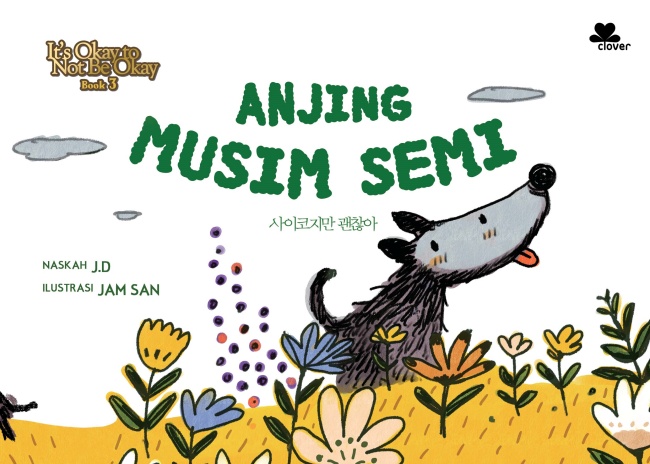 It's Okay to
Not Be Okay
Book 3
clover
ANJING
MUSIM SEMI
사이코지만 괜찮아
NASKAH J.D
ILUSTRASI JAM SAN